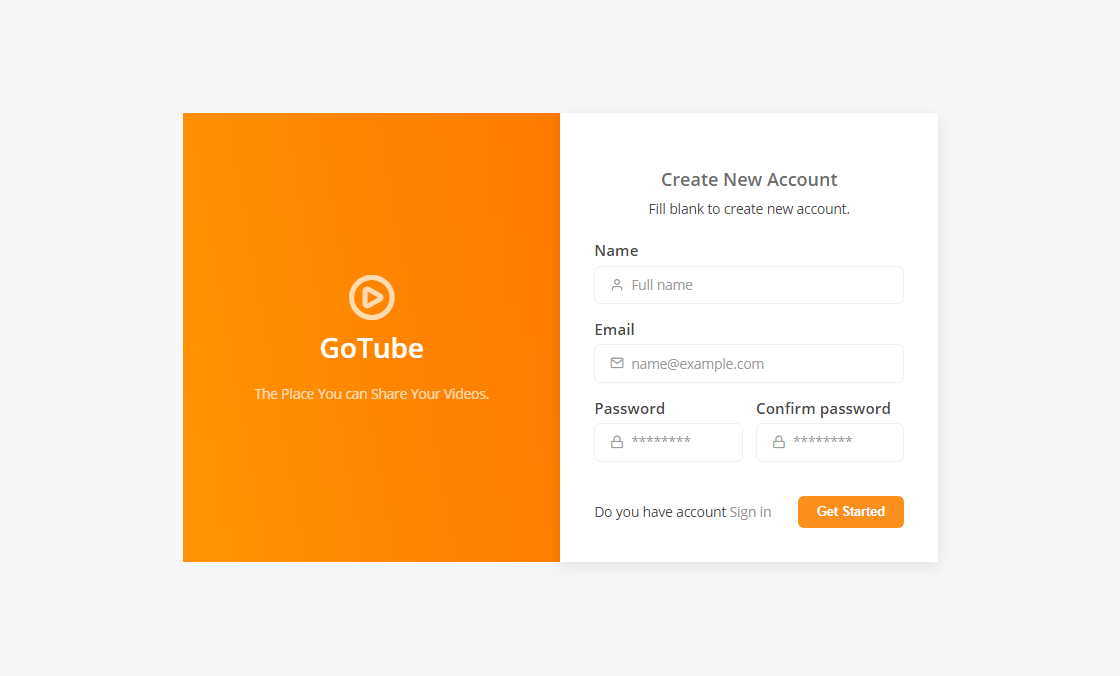 GoTube
The Place You can Share Your Videos.
Create New Account
Fill blank to create new account.
Name
Full name
Email
name@example.com
Password
Confirm password
********
********
Do you have account Sign in
Get Started